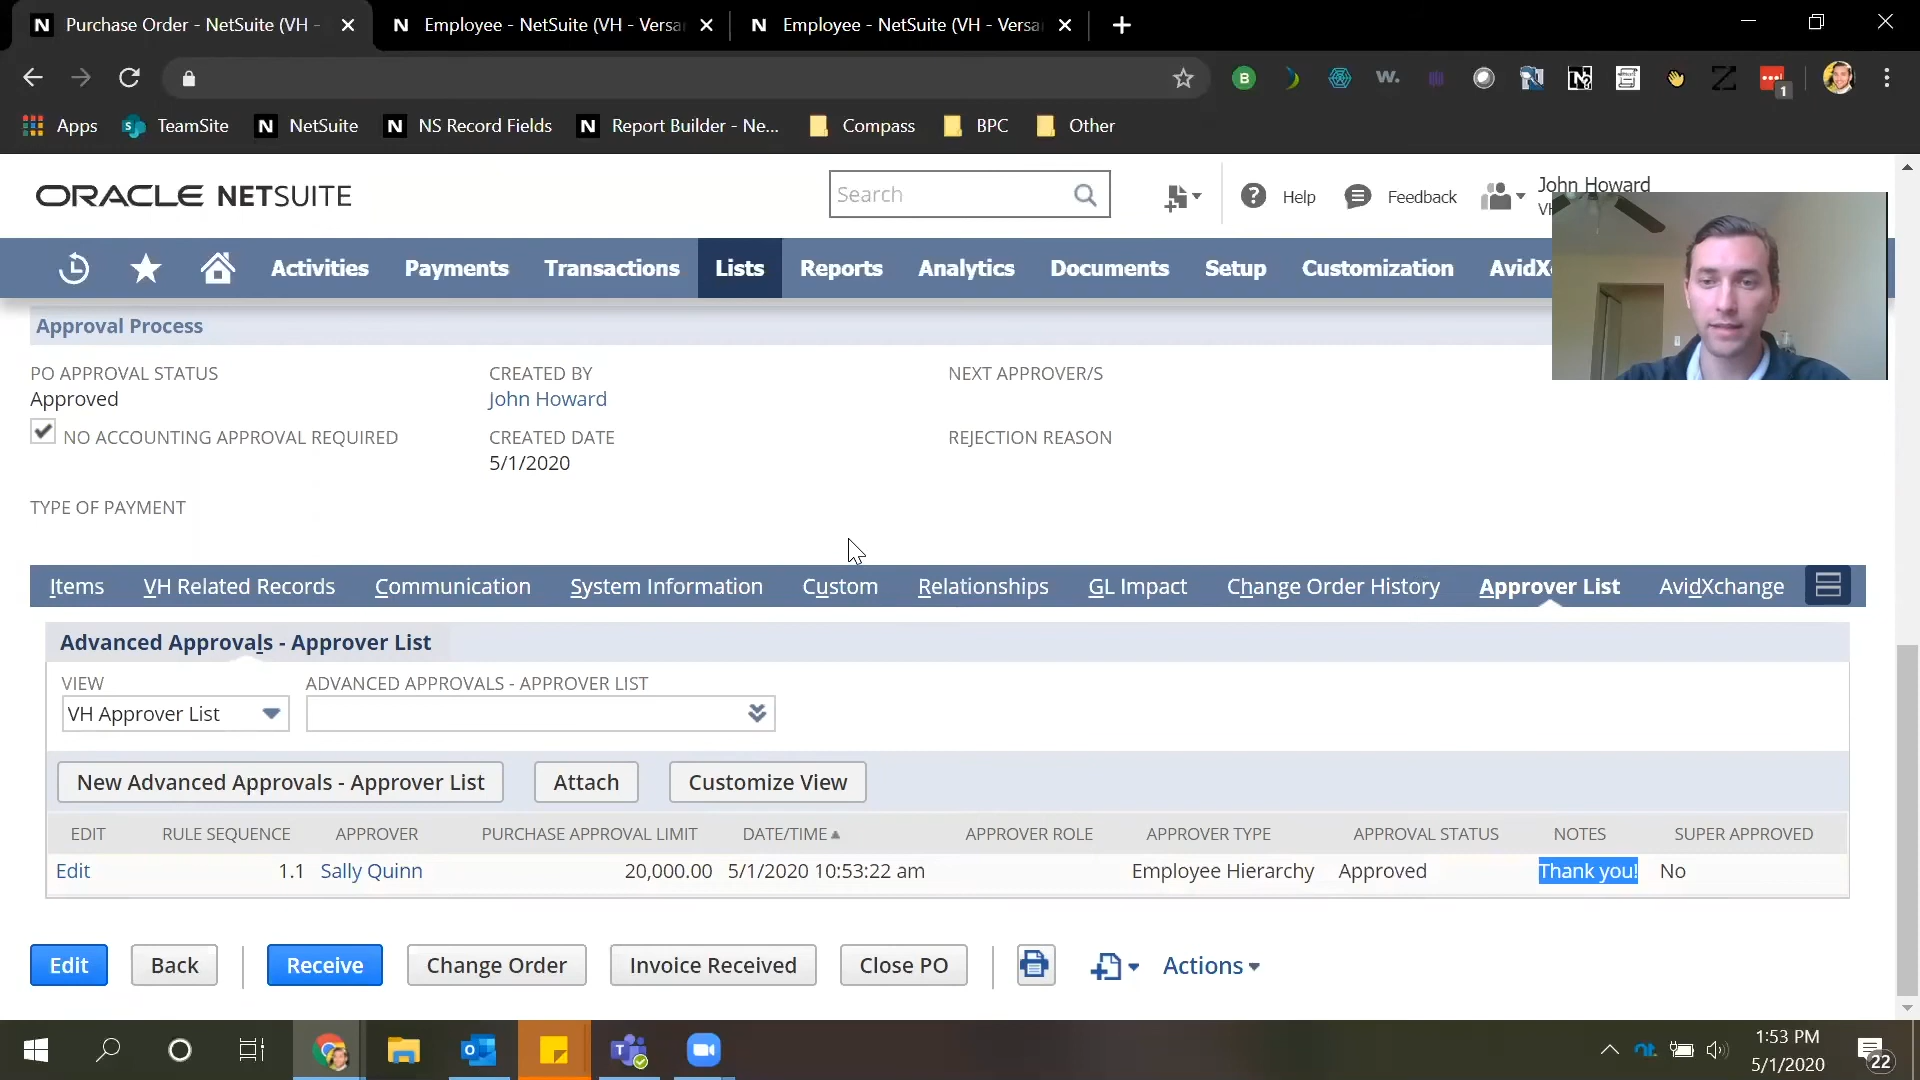 Purchase Order - NetSuite (VH -
Employee - NetSuite (VH - Versa
Employee - NetSuite (VH - Versa
Apps
TeamSite
NetSuite
NS Record Fields
Report Builder - Ne...
Compass
BPC
Other
ORACLE NETSUITE
Search
Help
Feedback
John Howard
VH
Activities
Payments
Transactions
Lists
Reports
Analytics
Documents
Setup
Customization
AvidX
Approval Process
PO APPROVAL STATUS
Approved
NO ACCOUNTING APPROVAL REQUIRED
TYPE OF PAYMENT
CREATED BY
John Howard
CREATED DATE
5/1/2020
NEXT APPROVER/S
REJECTION REASON
Items VH Related Records Communication System Information Custom Relationships GL Impact Change Order History Approver List AvidXchange
Advanced Approvals - Approver List
VIEW
VH Approver List
ADVANCED APPROVALS - APPROVER LIST
New Advanced Approvals - Approver List
Attach
Customize View
EDIT RULE SEQUENCE APPROVER PURCHASE APPROVAL LIMIT DATE/TIME APPROVER ROLE APPROVER TYPE APPROVAL STATUS NOTES SUPER APPROVED
Edit 1.1 Sally Quinn 20,000.00 5/1/2020 10:53:22 am Employee Hierarchy Approved Thank you! No
Edit
Back
Receive
Change Order
Invoice Received
Close PO
Actions
1:53 PM
5/1/2020
22